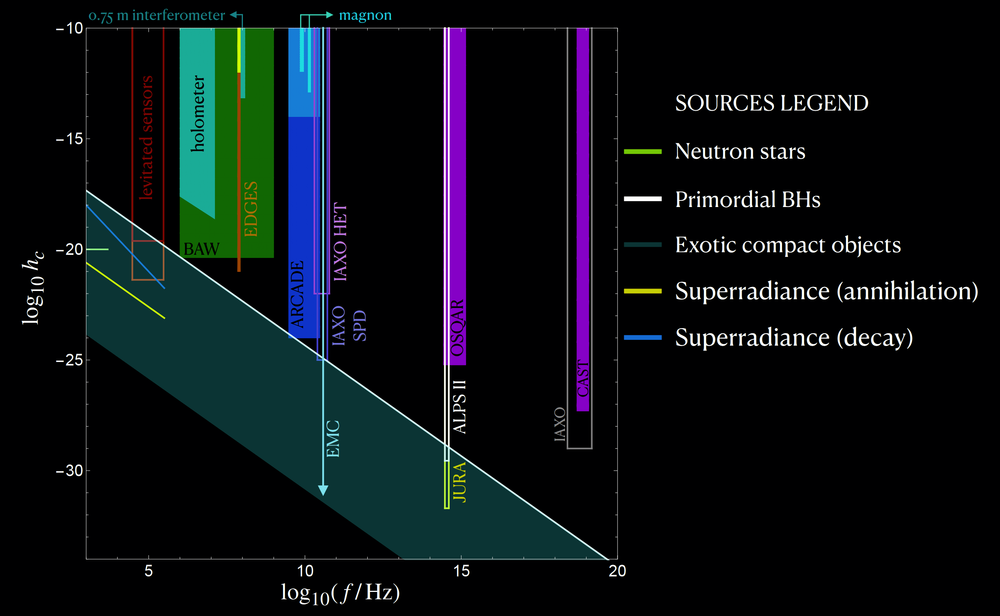 0.75 m interferometer
magnon
−10
−15
−20
−25
−30
log10 hc
levitated sensors
holometer
BAW
EDGES
ARCADE
IAXO HET
IAXO
SPD
EMC
OSQAR
ALPS II
JURA
CAST
IAXO
5
10
15
20
log10(f/Hz)
SOURCES LEGEND
Neutron stars
Primordial BHs
Exotic compact objects
Superradiance (annihilation)
Superradiance (decay)